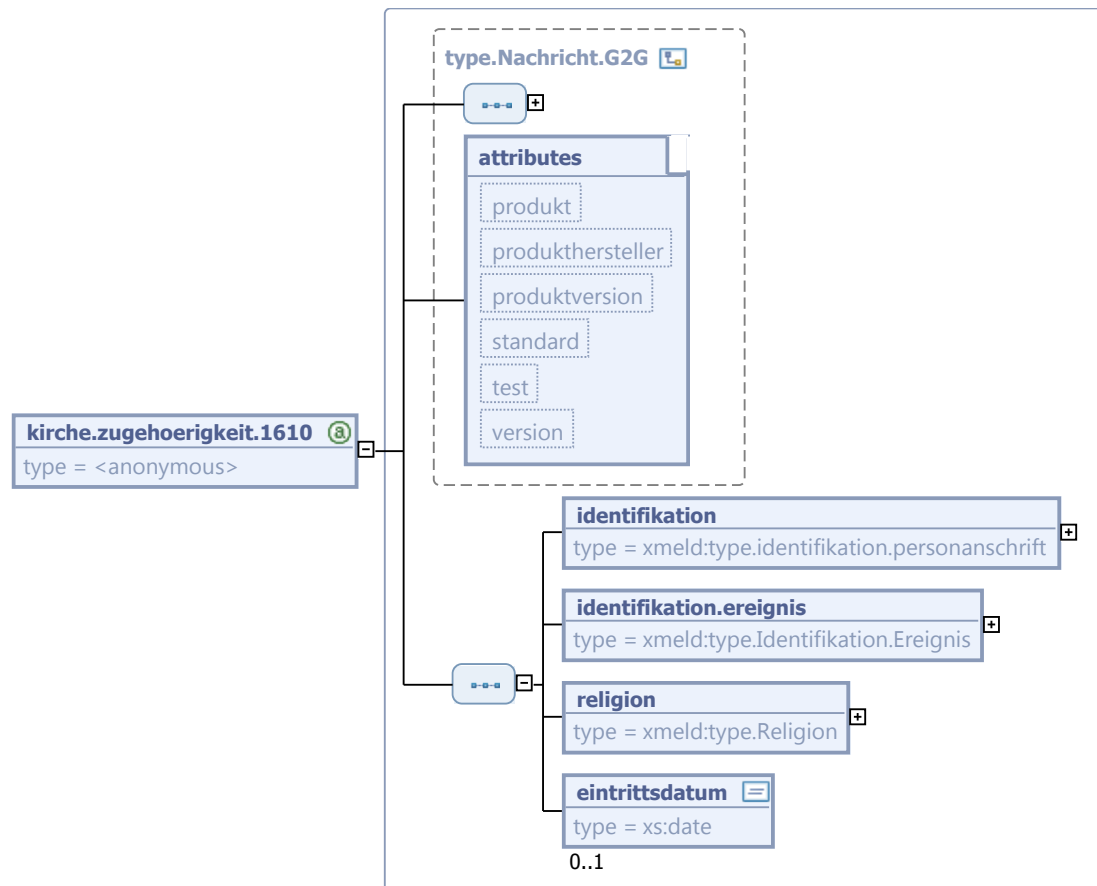 type.Nachricht.G2G
attributes
produkt
produkthersteller
produktversion
standard
test
version
kirche.zugehoerigkeit.1610
type = <anonymous>
identifikation
type = xmeld:type.identifikation.personanschrift
identifikation.ereignis
type = xmeld:type.Identifikation.Ereignis
religion
type = xmeld:type.Religion
eintrittsdatum
type = xs:date
0..1